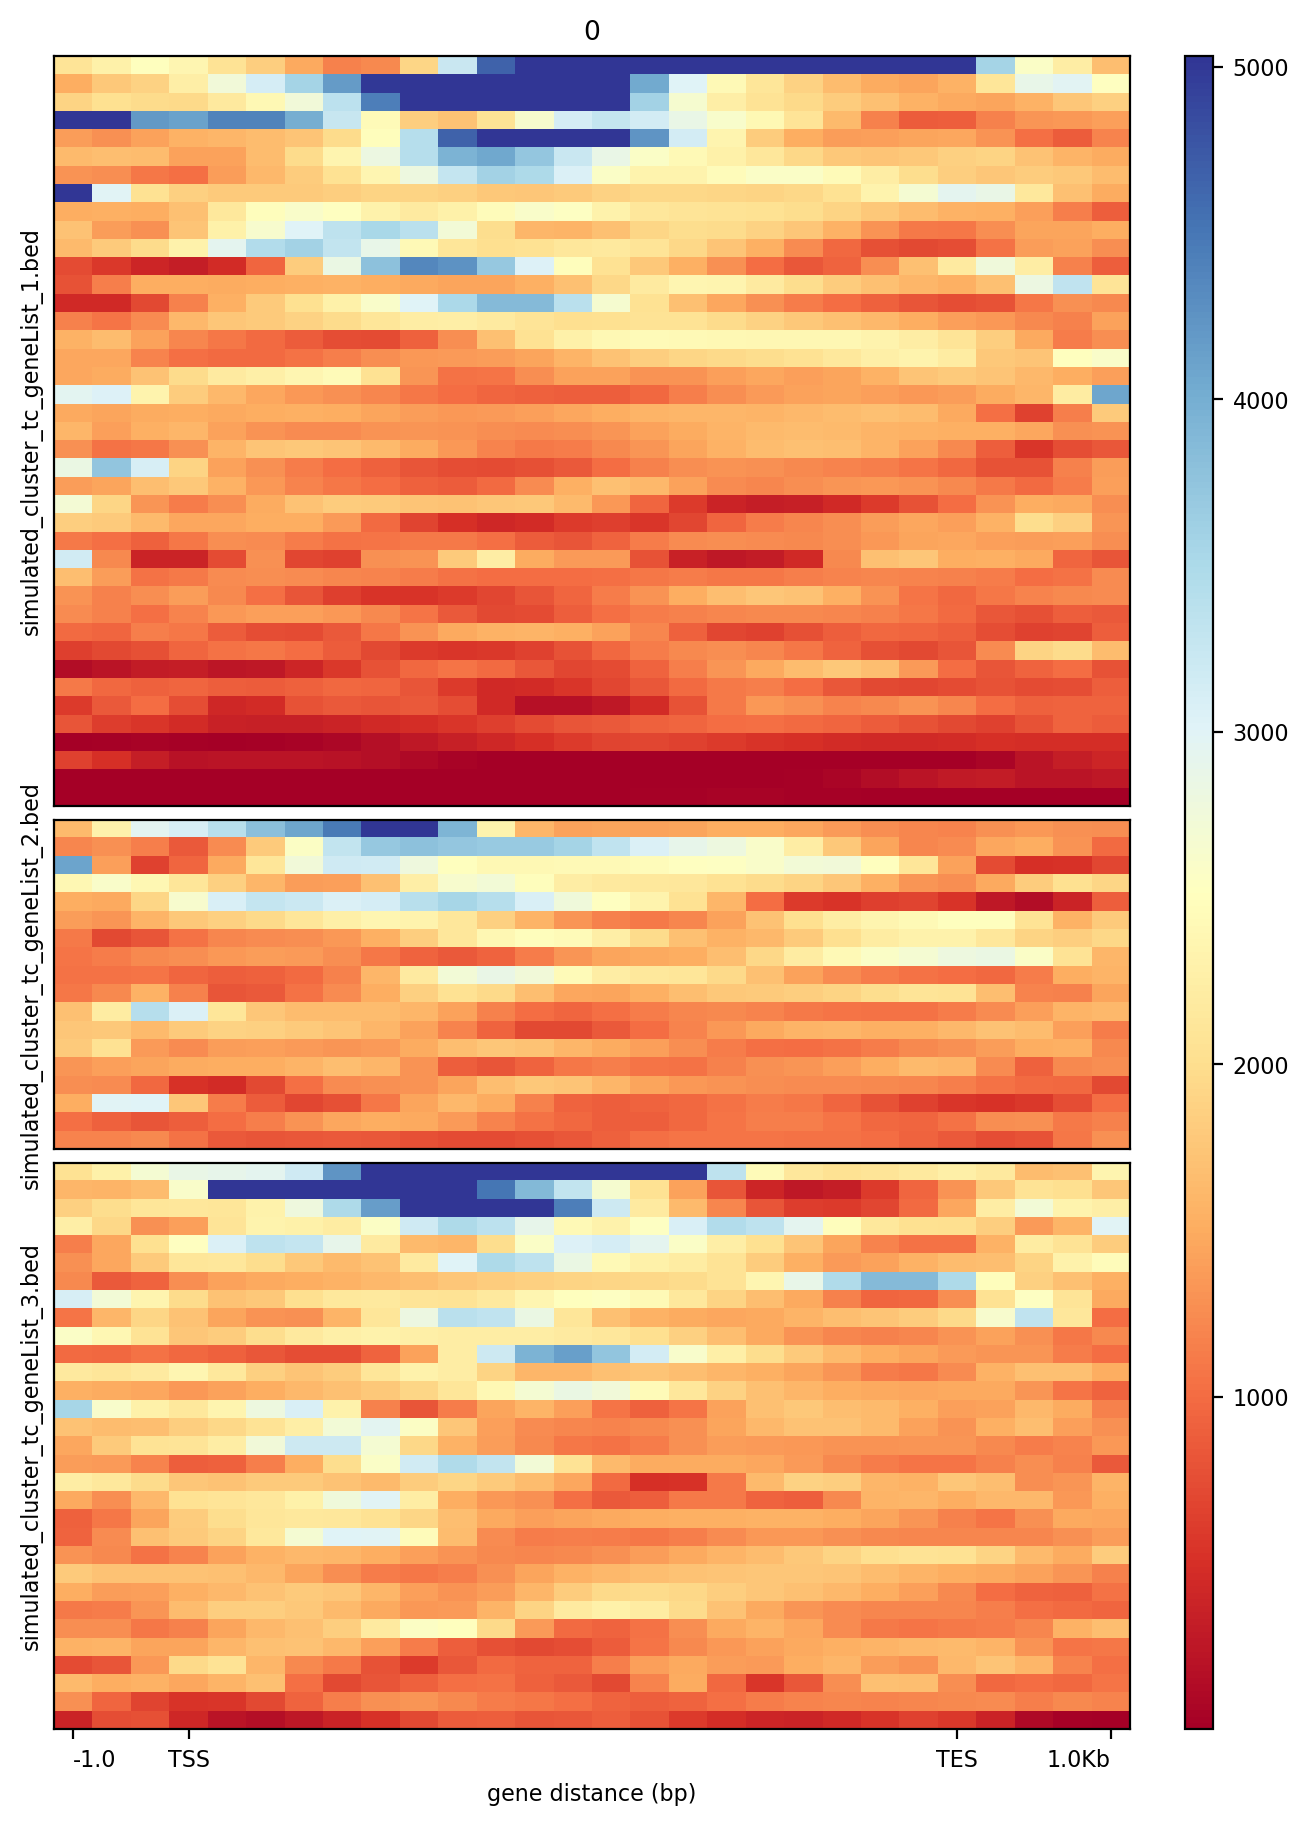 0
simulated_cluster_tc_geneList_1.bed
simulated_cluster_tc_geneList_2.bed
simulated_cluster_tc_geneList_3.bed
5000
4000
3000
2000
1000
-1.0 TSS TES 1.0Kb
gene distance (bp)